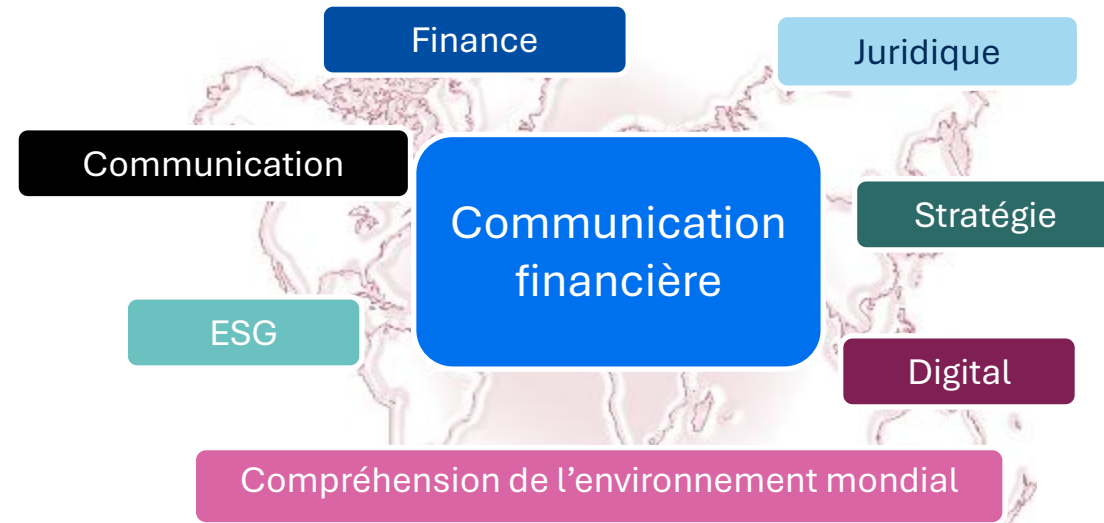 Finance
Juridique
Communication
Communication
financière
Stratégie
ESG
Digital
Compréhension de l’environnement mondial